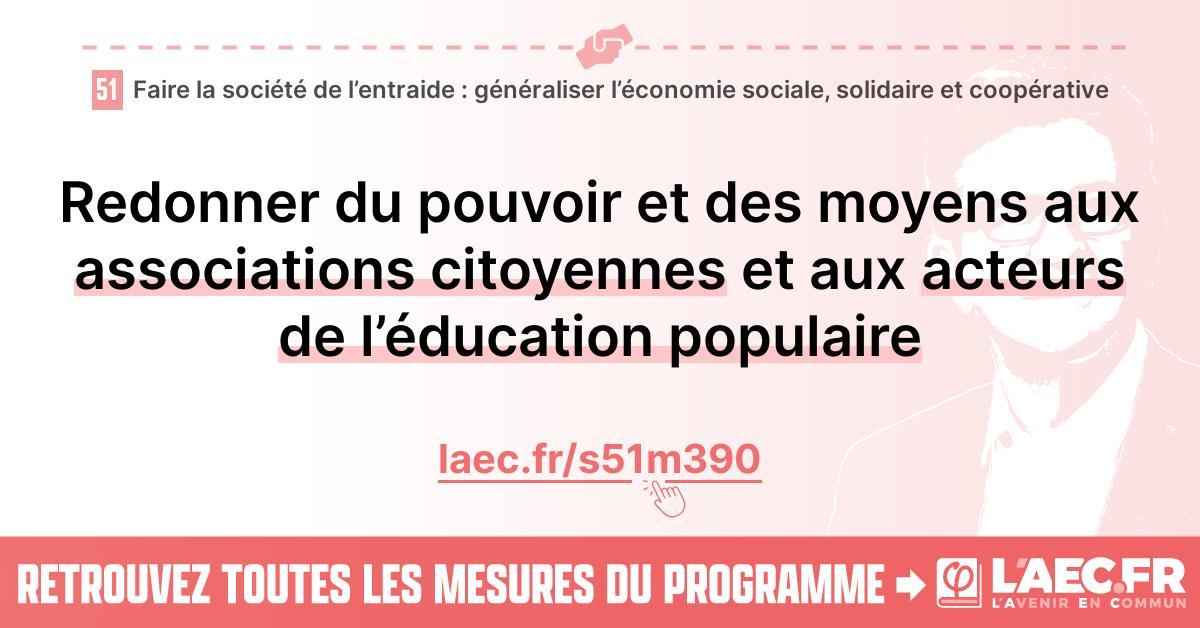 51 Faire la société de l’entraide : généraliser l’économie sociale, solidaire et coopérative
Redonner du pouvoir et des moyens aux
associations citoyennes et aux acteurs
de l’éducation populaire
laec.fr/s51m390
RETROUVEZ TOUTES LES MESURES DU PROGRAMME
L'AEC.FR
L'AVENIR EN COMMUN